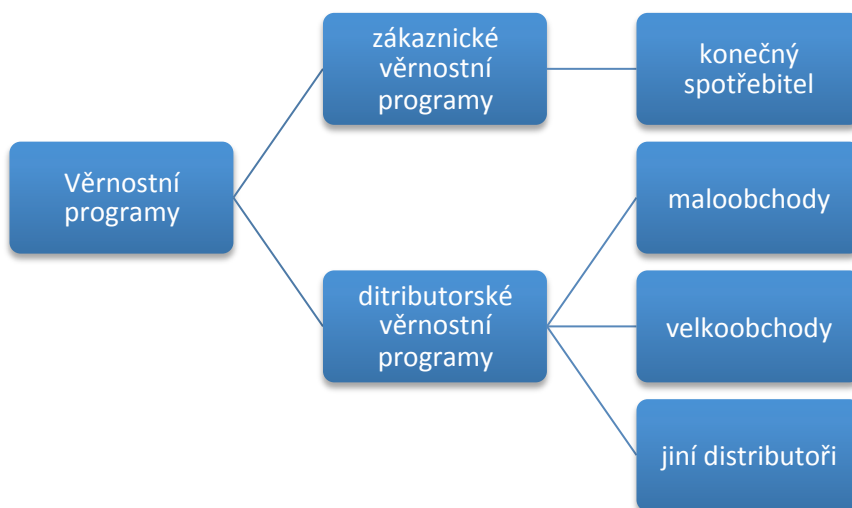 Věrnostní
programy
zákaznické
věrnostní
programy
konečný
spotřebitel
ditributorské
věrnostní
programy
maloobchody
velkoobchody
jiní distributoři